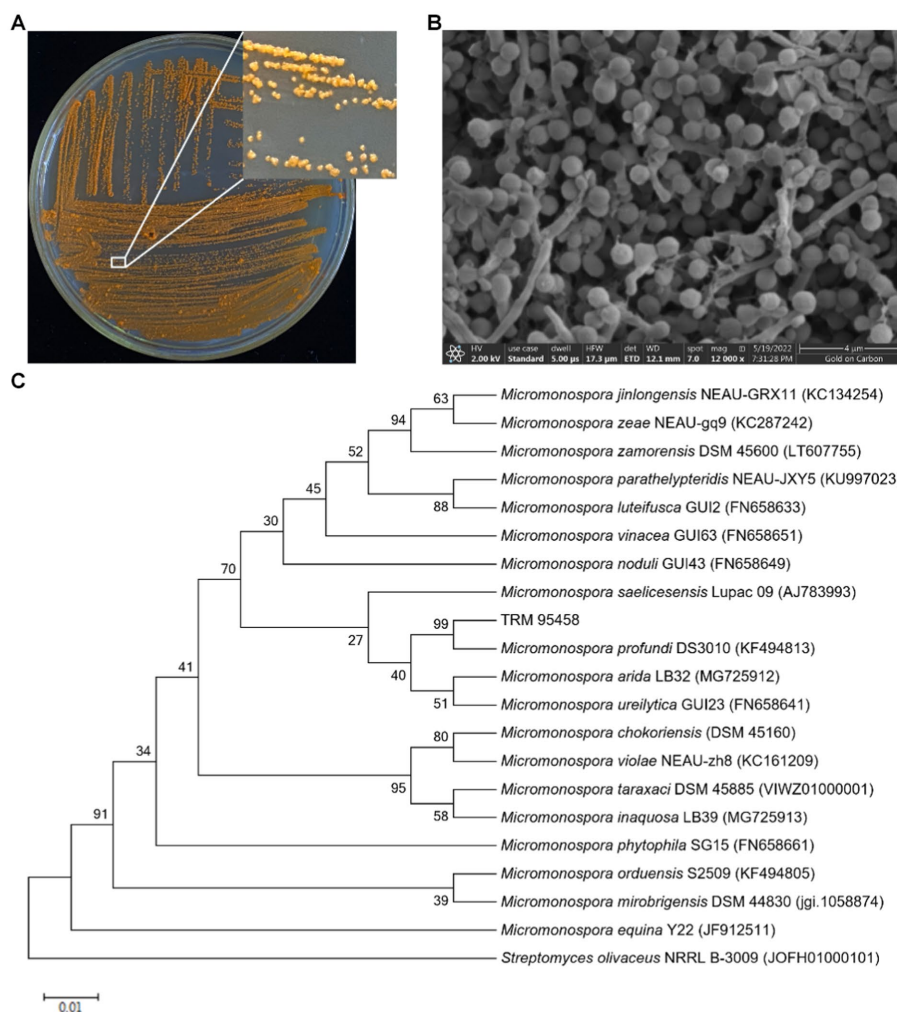 A
B
HV use case dwell HFW det WD spot mag ID 5/19/2022 4 µm
2.00 kV Standard 5.00 µs 17.3 µm ETD 12.1 mm 7.0 12 000 x 7:31:28 PM Gold on Carbon
C
63 Micromonospora jinlongensis NEAU-GRX11 (KC134254)
94 Micromonospora zeae NEAU-gq9 (KC287242)
52 Micromonospora zamorensis DSM 45600 (LT607755)
45 Micromonospora parathelypteridis NEAU-JXY5 (KU997023
88 Micromonospora luteifusca GUI2 (FN658633)
30 Micromonospora vinacea GUI63 (FN658651)
70 Micromonospora noduli GUI43 (FN658649)
Micromonospora saelicesensis Lupac 09 (AJ783993)
99 TRM 95458
27 Micromonospora profundi DS3010 (KF494813)
41 40 Micromonospora arida LB32 (MG725912)
51 Micromonospora ureilytica GUI23 (FN658641)
80 Micromonospora chokoriensis (DSM 45160)
34 Micromonospora violae NEAU-zh8 (KC161209)
95 Micromonospora taraxaci DSM 45885 (VIWZ01000001)
91 58 Micromonospora inaquosa LB39 (MG725913)
Micromonospora phytophila SG15 (FN658661)
Micromonospora orduensis S2509 (KF494805)
39 Micromonospora mirobrigensis DSM 44830 (jgi.1058874)
Micromonospora equina Y22 (JF912511)
Streptomyces olivaceus NRRL B-3009 (JOFH01000101)
0.01